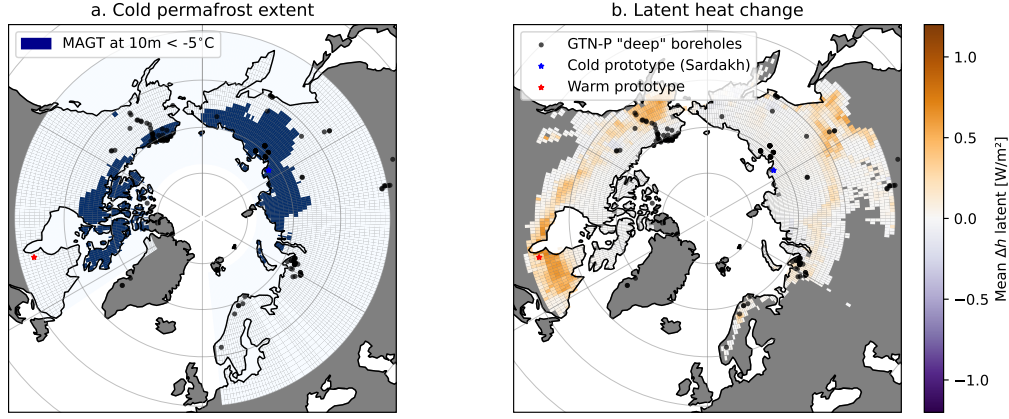 a. Cold permafrost extent
MAGT at 10m < -5˚C
b. Latent heat change
GTN-P "deep" boreholes
Cold prototype (Sardakh)
Warm prototype
1.0
0.5
0.0
−0.5
−1.0
Mean Δh latent [W/m²]